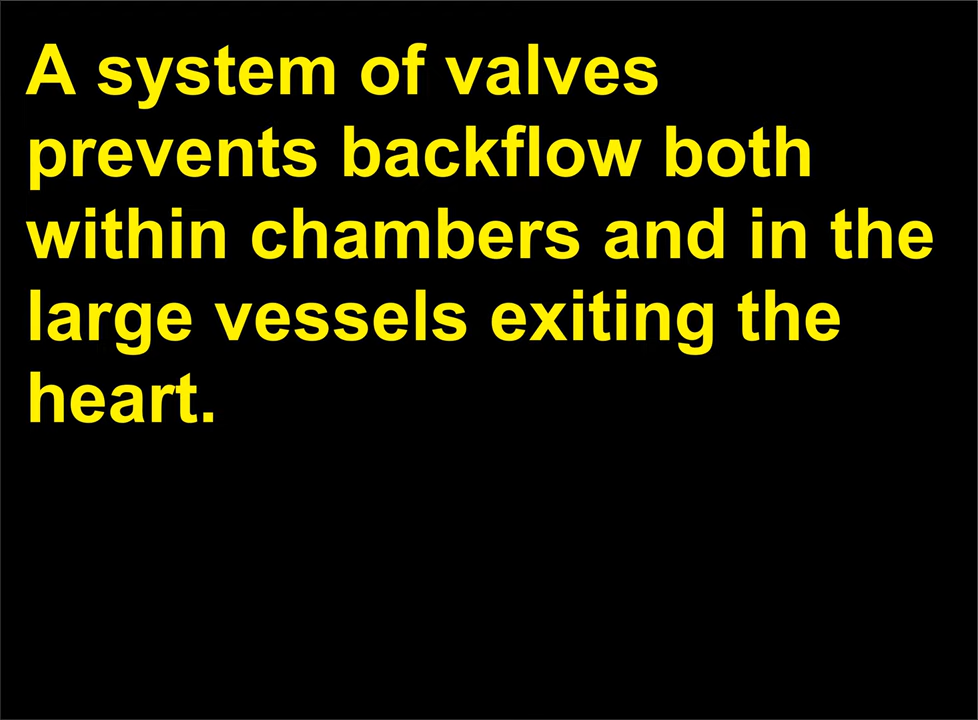 A system of valves
prevents backflow both
within chambers and in the
large vessels exiting the
heart.